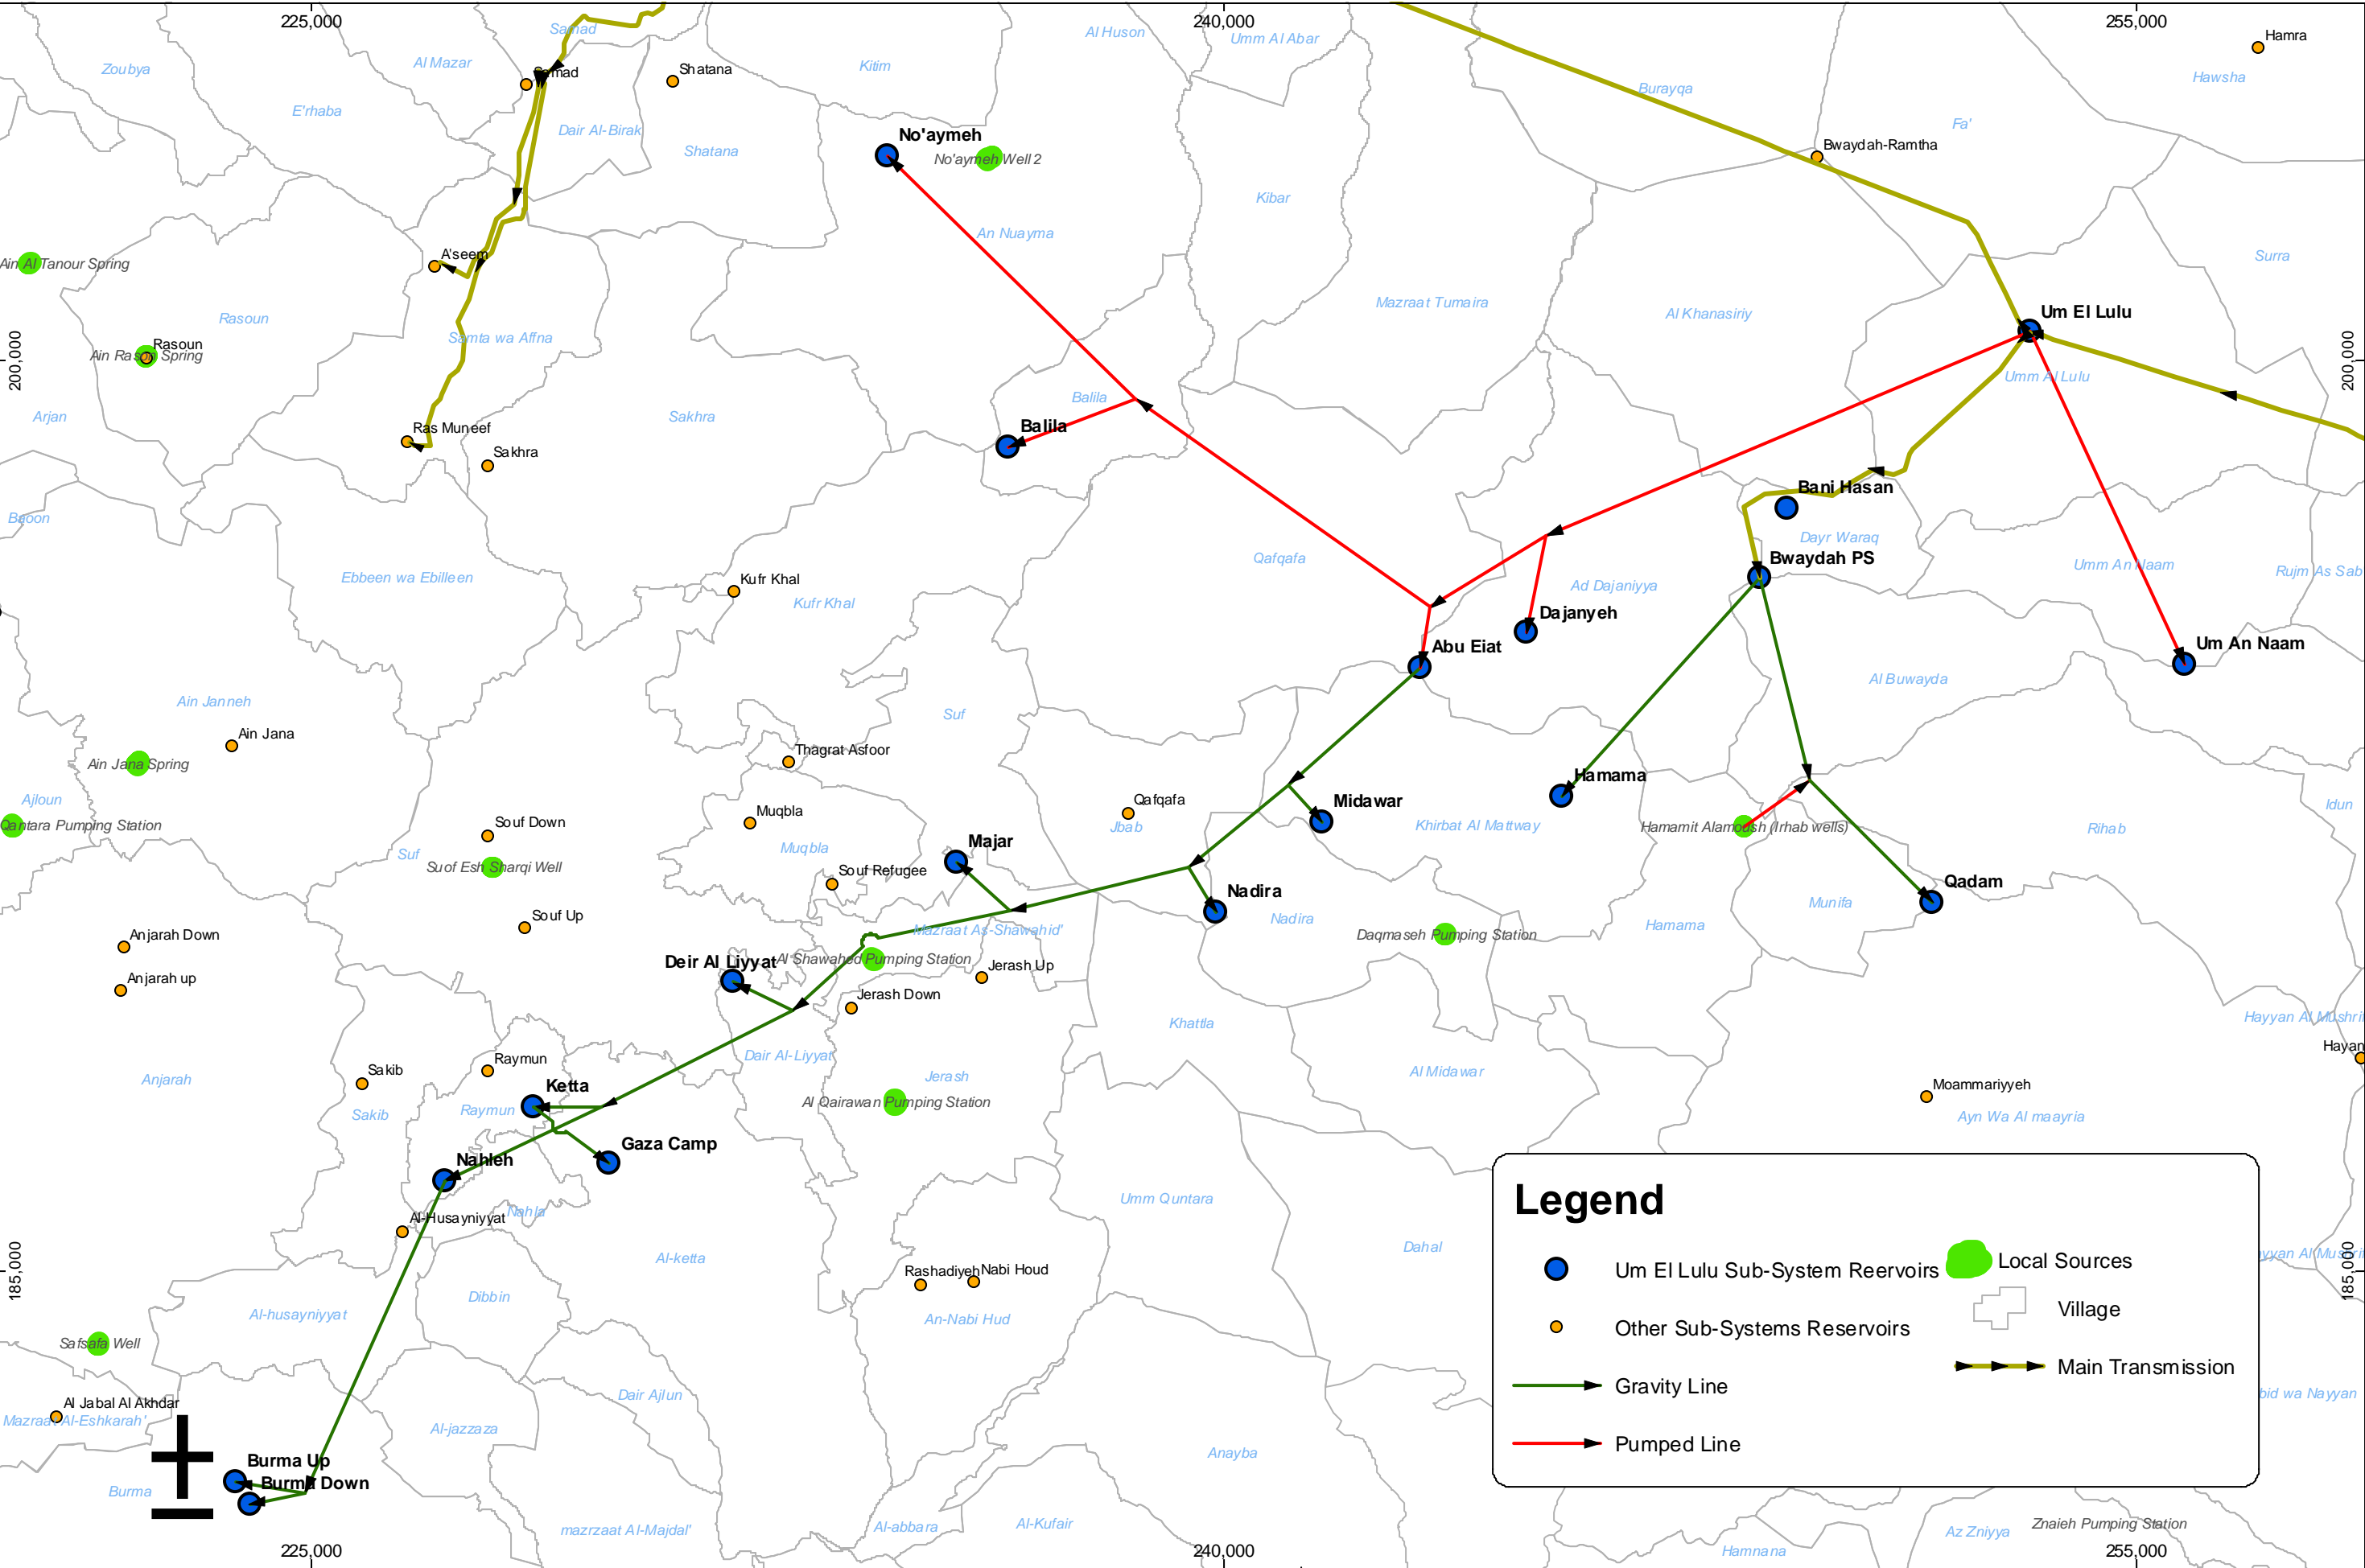 225,000
240,000
255,000
Samad
Al Huson
Umm Al Abar
Hamra
Zoubya
Al Mazar
Samad
Shatana
Kitim
Hawsha
E'rhaba
Burayqa
Dair Al-Birak
Fa'
No'aymeh
Shatana
No'aymeh Well 2
Bwaydah-Ramtha
Kibar
An Nuayma
A'seem
Ain Al Tanour Spring
Surra
Rasoun
Mazraat Tumaira
Al Khanasiriy
Um El Lulu
200,000
Samta wa Affna
Rasoun
Ain Rason Spring
200,000
Umm Al Lulu
Arjan
Sakhra
Balila
Balila
Ras Muneef
Sakhra
Bani Hasan
Baoon
Dayr Waraq
Bwaydah PS
Qafqafa
Umm An Naam
Rujm As Sab
Ebbeen wa Ebilleen
Kufr Khal
Ad Dajaniyya
Kufr Khal
Dajanyeh
Abu Eiat
Um An Naam
Al Buwayda
Ain Janneh
Suf
Ain Jana
Thagrat Asfoor
Ain Jana Spring
Hamama
Ajloun
Qafqafa
Midawar
Idun
Qantara Pumping Station
Souf Down
Muqbla
Jbab
Khirbat Al Mattway
Hamamit Alamoush (Irhab wells)
Rihab
Majar
Muqbla
Suf
Suof Esh Sharqi Well
Souf Refugee
Nadira
Qadam
Munifa
Souf Up
Nadira
Hamama
Anjarah Down
Mazraat As-Shawahid'
Daqmaseh Pumping Station
Deir Al Liyyat
Al Shawahed Pumping Station
Jerash Up
Anjarah up
Jerash Down
Khattla
Hayyan Al Mushrif
Hayan
Dair Al-Liyyat
Raymun
Sakib
Anjarah
Ketta
Jerash
Al Midawar
Moammariyyeh
Al Qairawan Pumping Station
Sakib
Raymun
Ayn Wa Al maayria
Gaza Camp
Nahleh
Umm Quntara
Legend
Al-Husayniyyat
Nahla
Dahal
Al-ketta
yyan Al Mushrif
185,000
Um El Lulu Sub-System Reervoirs
Local Sources
185,000
Rashadiyeh
Nabi Houd
Dibbin
Village
Al-husayniyyat
An-Nabi Hud
Other Sub-Systems Reservoirs
Safsafa Well
Main Transmission
Gravity Line
Dair Ajlun
bid wa Nayyan
Al Jabal Al Akhdar
Mazraat Al-Eshkarah'
Al-jazzaza
Pumped Line
Anayba
Burma Up
Burma Down
Burma
Al-abbara
Al-Kufair
mazrzaat Al-Majdal'
Az Zniyya
Znaieh Pumping Station
Hamnana
225,000
240,000
255,000